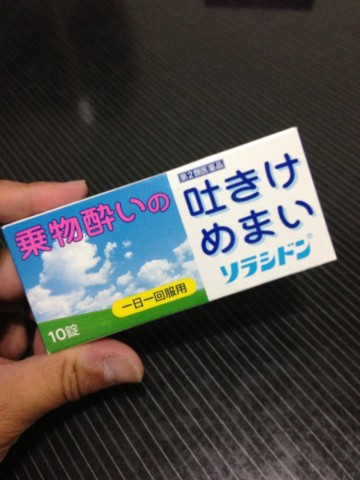 乗物酔いの
第2類医薬品
吐きけ
めまい
ソラシドン®
一日一回服用
10錠